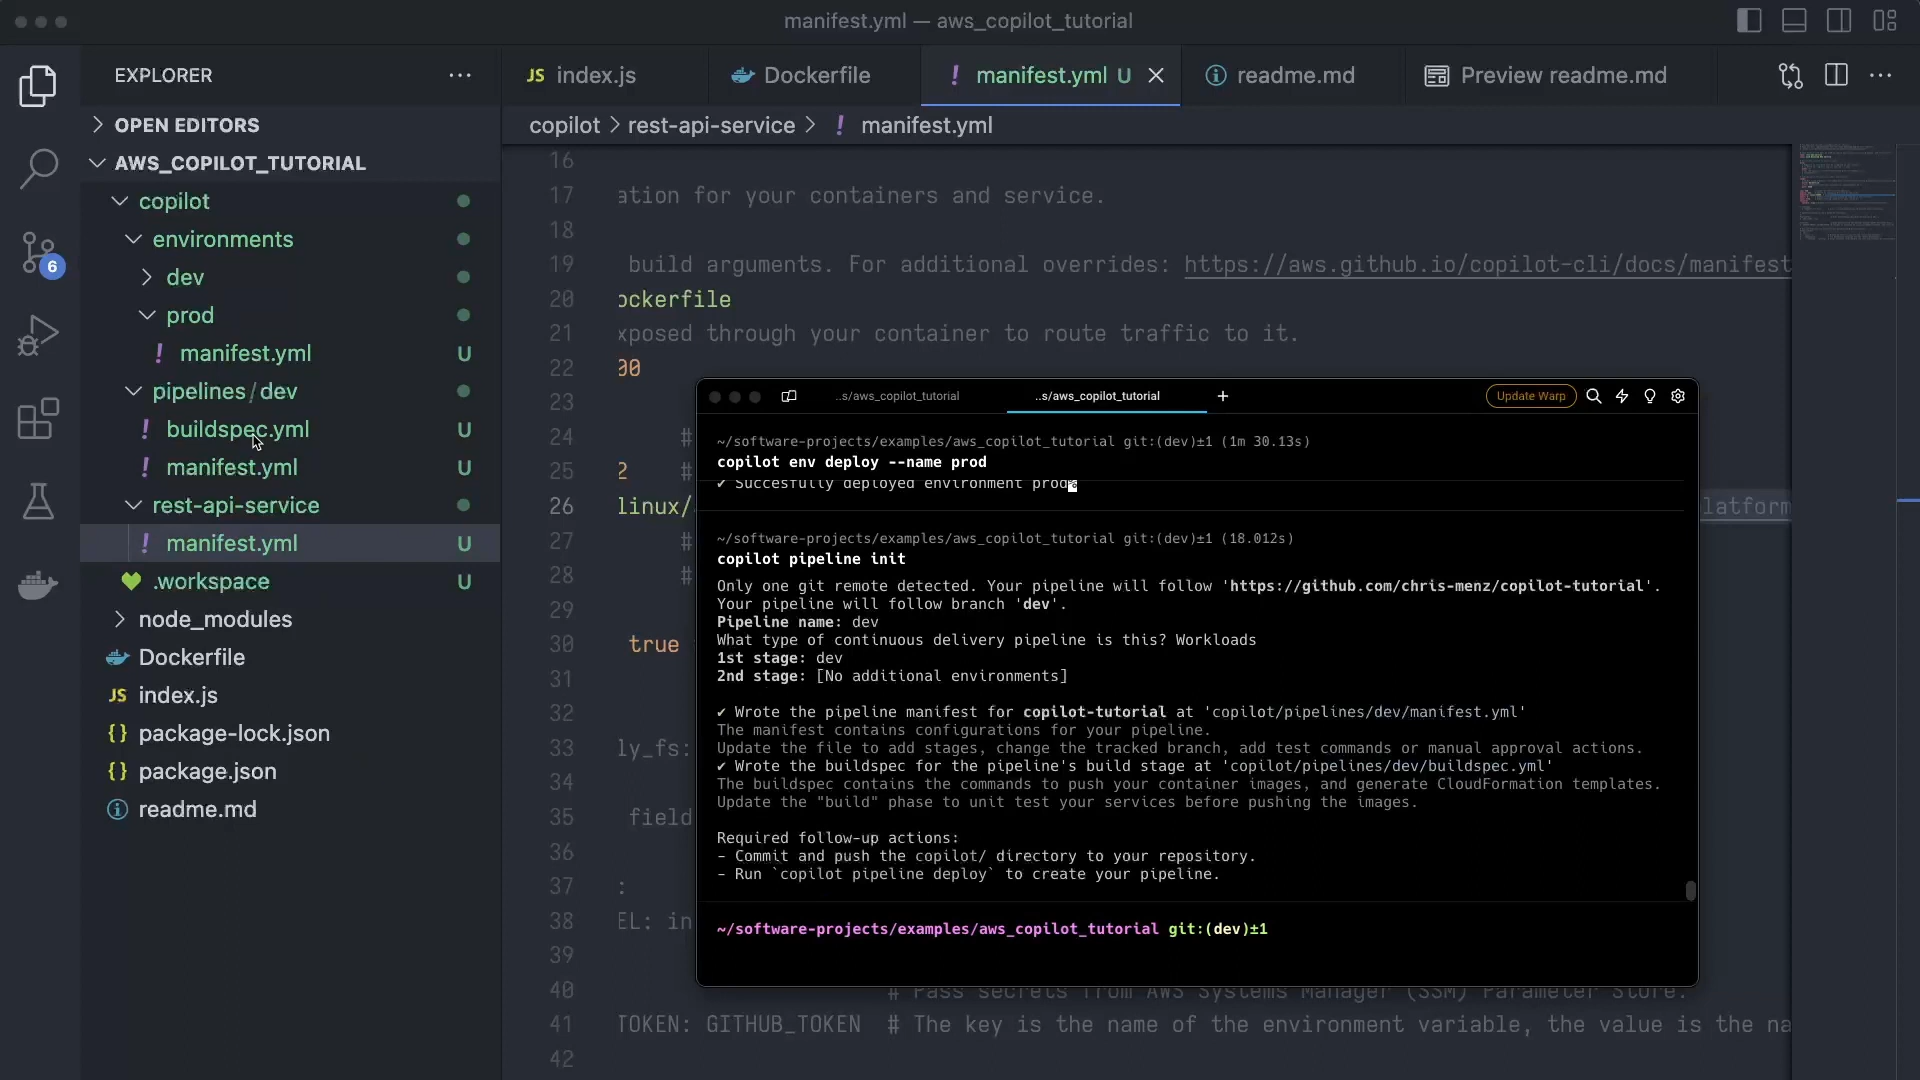 manifest.yml — aws_copilot_tutorial
EXPLORER
JS index.js
Dockerfile
! manifest.yml U
readme.md
Preview readme.md
OPEN EDITORS
copilot > rest-api-service > ! manifest.yml
AWS_COPILOT_TUTORIAL
copilot
environments
dev
prod
! manifest.yml U
pipelines / dev
! buildspec.yml U
! manifest.yml U
rest-api-service
! manifest.yml U
.workspace U
node_modules
Dockerfile
JS index.js
{} package-lock.json
{} package.json
readme.md
6
16
17 ation for your containers and service.
18
19 build arguments. For additional overrides: https://aws.github.io/copilot-cli/docs/manifest
20 ockerfile
21 xposed through your container to route traffic to it.
22 00
23
24 #
25 2 #
26 linux/ latform
27 #
28 #
29
30 true
31
32
33 ly_fs:
34
35 field
36
37 :
38 EL: in
39
40 # Pass secrets from AWS Systems Manager (SSM) Parameter Store.
41 TOKEN: GITHUB_TOKEN # The key is the name of the environment variable, the value is the na
42
..s/aws_copilot_tutorial
..s/aws_copilot_tutorial
+
Update Warp
~/software-projects/examples/aws_copilot_tutorial git:(dev)±1 (1m 30.13s)
copilot env deploy --name prod
✔ Succesfully deployed environment prod
~/software-projects/examples/aws_copilot_tutorial git:(dev)±1 (18.012s)
copilot pipeline init
Only one git remote detected. Your pipeline will follow 'https://github.com/chris-menz/copilot-tutorial'.
Your pipeline will follow branch 'dev'.
Pipeline name: dev
What type of continuous delivery pipeline is this? Workloads
1st stage: dev
2nd stage: [No additional environments]
✔ Wrote the pipeline manifest for copilot-tutorial at 'copilot/pipelines/dev/manifest.yml'
The manifest contains configurations for your pipeline.
Update the file to add stages, change the tracked branch, add test commands or manual approval actions.
✔ Wrote the buildspec for the pipeline's build stage at 'copilot/pipelines/dev/buildspec.yml'
The buildspec contains the commands to push your container images, and generate CloudFormation templates.
Update the "build" phase to unit test your services before pushing the images.
Required follow-up actions:
- Commit and push the copilot/ directory to your repository.
- Run `copilot pipeline deploy` to create your pipeline.
~/software-projects/examples/aws_copilot_tutorial git:(dev)±1